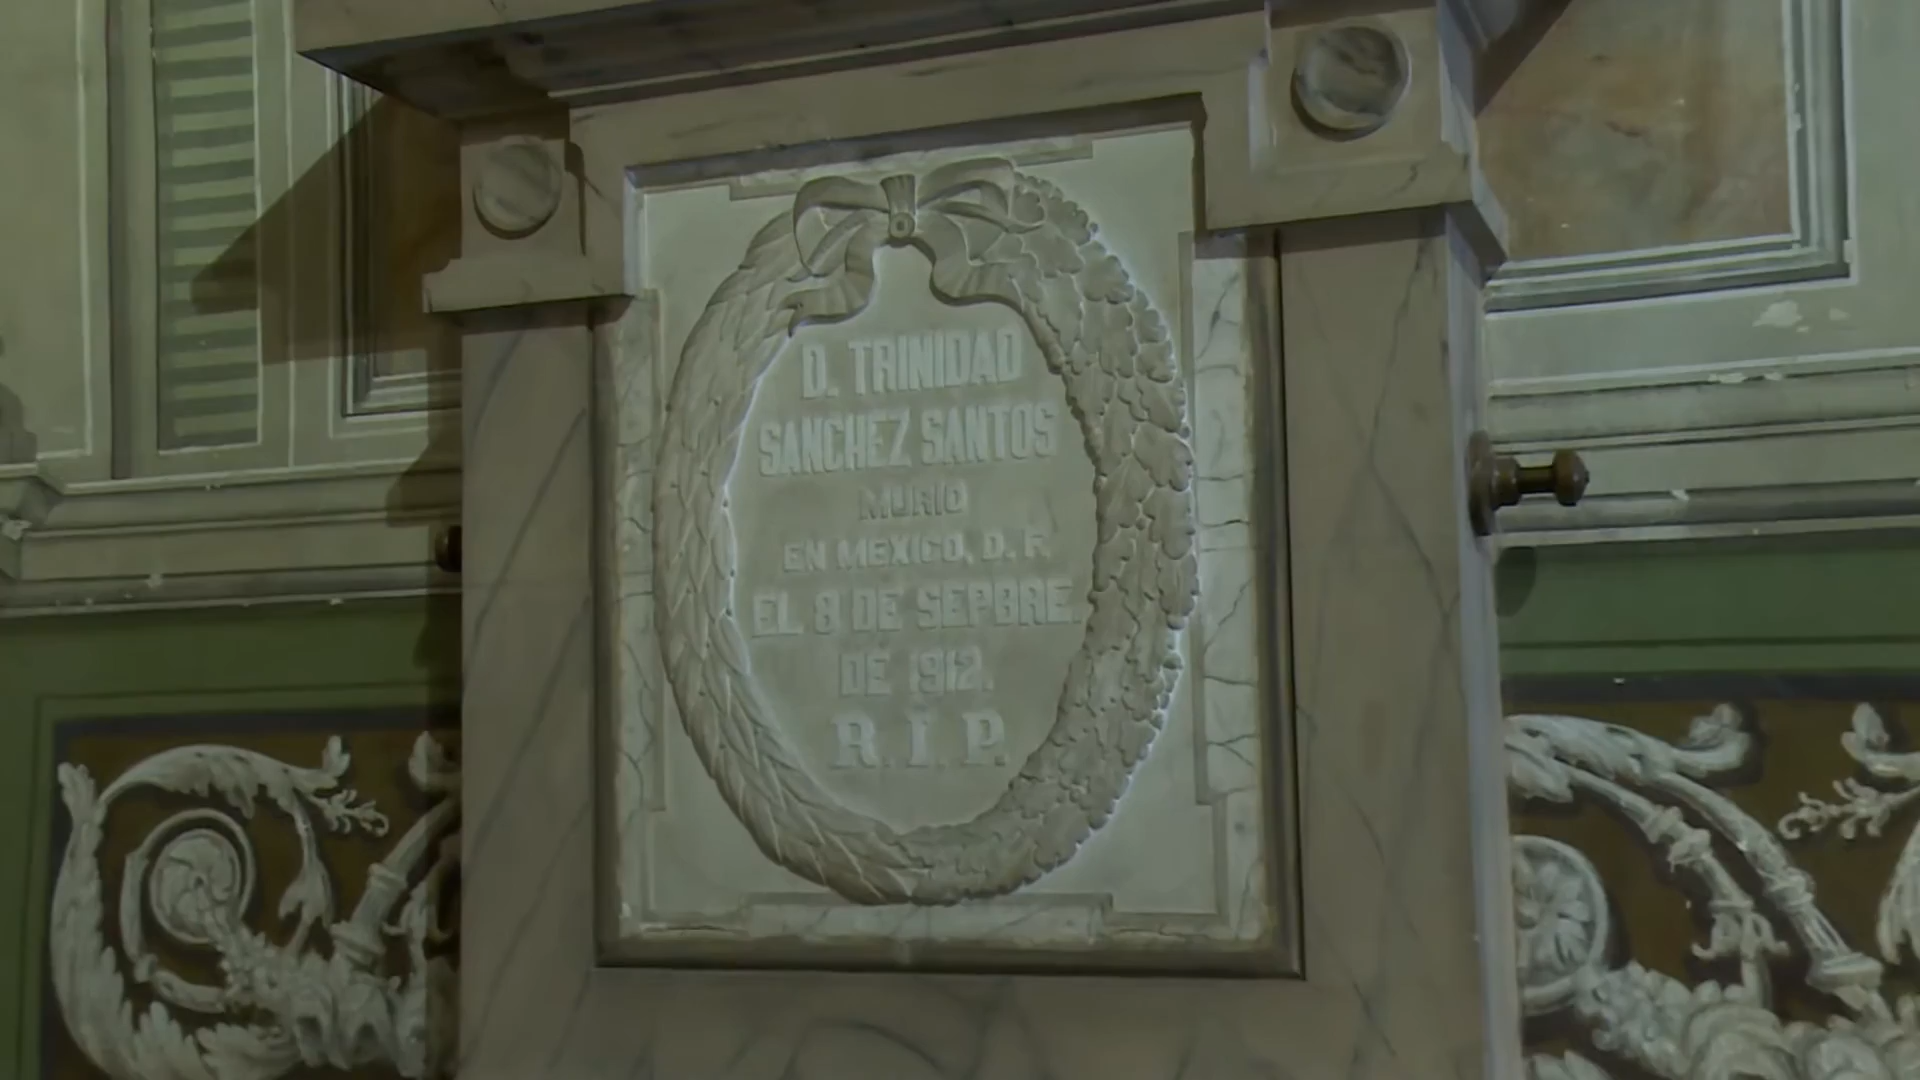 D. TRINIDAD
SANCHEZ SANTOS
MURIO
EN MEXICO, D. F.
EL 8 DE SEPBRE.
DE 1912.
R. I. P.